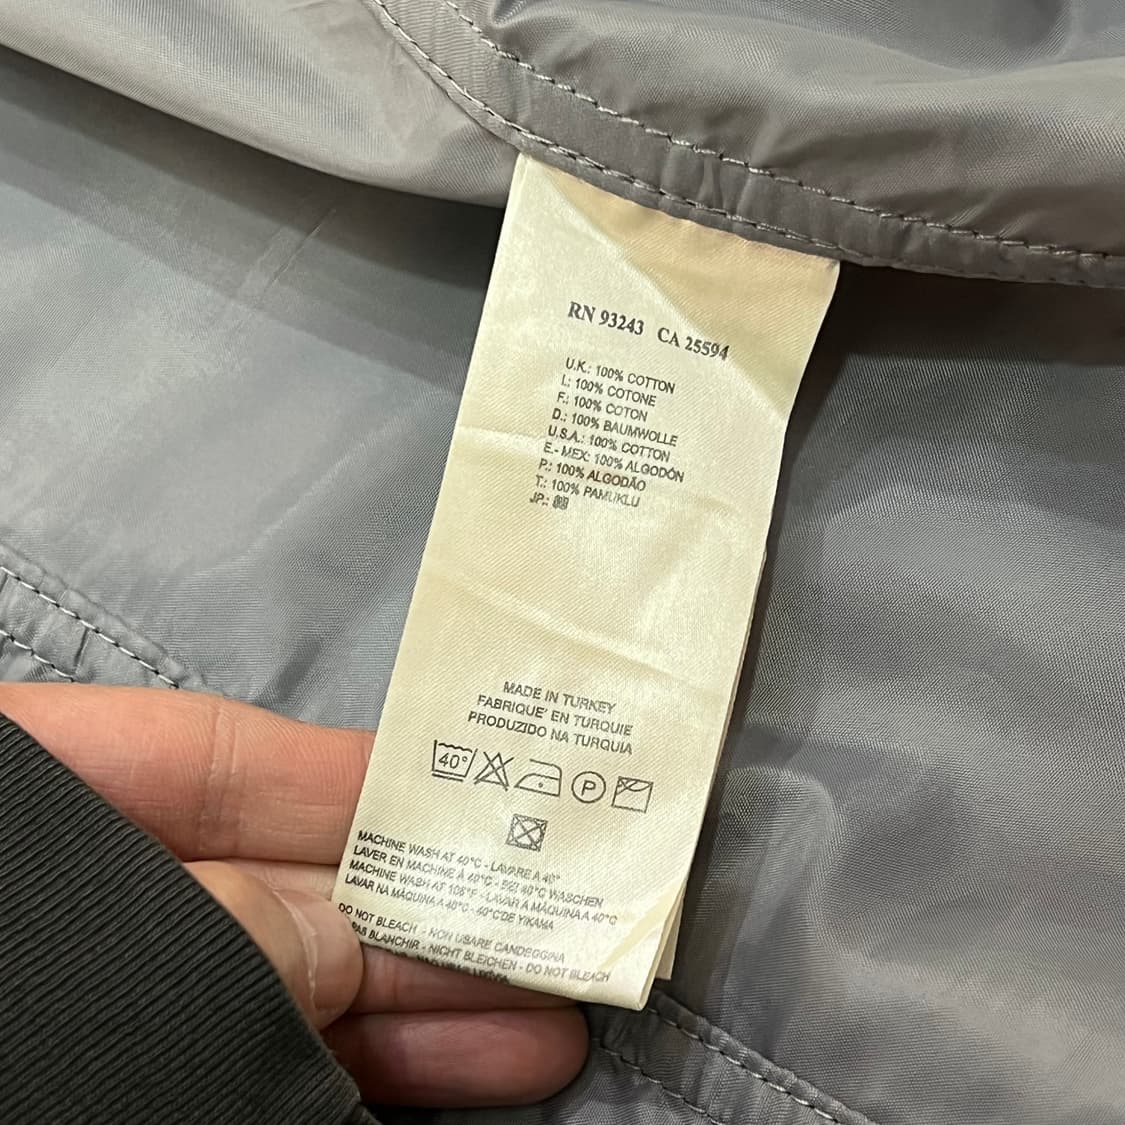 RN 93243 CA 25594
U.K.: 100% COTTON
I.: 100% COTONE
F.: 100% COTON
D.: 100% BAUMWOLLE
U.S.A.: 100% COTTON
E.- MEX: 100% ALGODÓN
P.: 100% ALGODÃO
T.: 100% PAMUKLU
JP.:
MADE IN TURKEY
FABRIQUE' EN TURQUIE
PRODUZIDO NA TURQUIA
40° P
MACHINE WASH AT 40°C - LAVARE A 40°
LAVER EN MACHINE À 40°C - BEI 40°C WASCHEN
MACHINE WASH AT 105°F - LAVAR A MÁQUINA A 40°C
LAVAR NA MÁQUINA A 40°C - 40°C'DE YIKAMA
DO NOT BLEACH - NON USARE CANDEGGINA
PAS BLANCHIR - NICHT BLEICHEN - DO NOT BLEACH